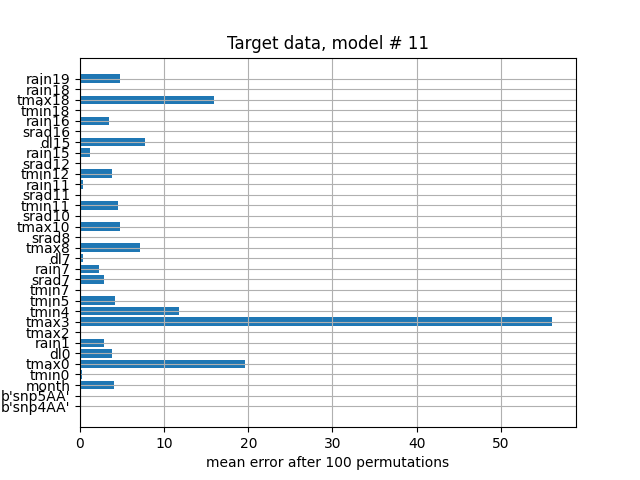 Target data, model # 11
rain19
rain18
tmax18
tmin18
rain16
srad16
dl15
rain15
srad12
tmin12
rain11
srad11
tmin11
srad10
tmax10
srad8
tmax8
dl7
rain7
srad7
tmin7
tmin5
tmin4
tmax3
tmax2
rain1
dl0
tmax0
tmin0
month
b'snp5AA'
b'snp4AA'
0 10 20 30 40 50
mean error after 100 permutations